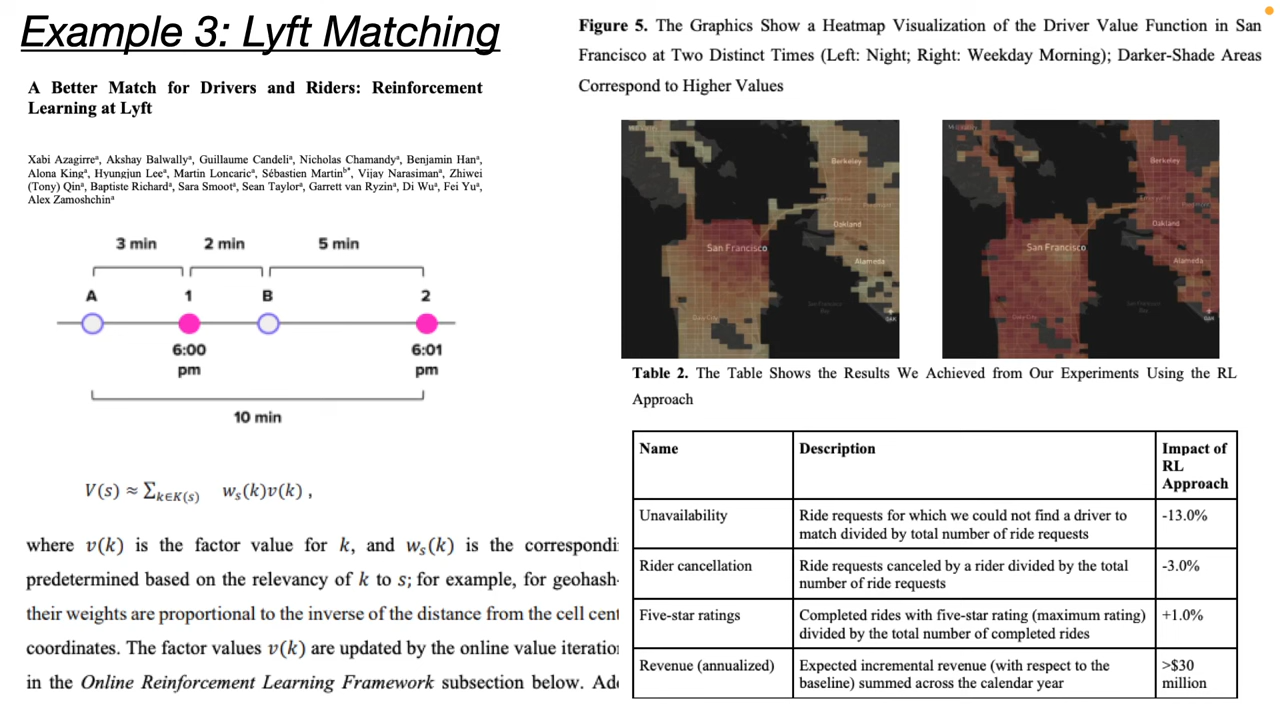 Example 3: Lyft Matching
A Better Match for Drivers and Riders: Reinforcement
Learning at Lyft
Xabi Azagirreᵃ, Akshay Balwallyᵃ, Guillaume Candeliᵃ, Nicholas Chamandyᵃ, Benjamin Hanᵃ,
Alona Kingᵃ, Hyungjun Leeᵃ, Martin Loncaricᵃ, Sébastien Martinᵇ*, Vijay Narasimanᵃ, Zhiwei
(Tony) Qinᵃ, Baptiste Richardᵃ, Sara Smootᵃ, Sean Taylorᵃ, Garrett van Ryzinᵃ, Di Wuᵃ, Fei Yuᵃ,
Alex Zamoshchinᵃ
3 min 2 min 5 min
A 1 B 2
6:00 6:01
pm pm
10 min
V(s) ≈ ∑k∈K(s) wₛ(k)v(k) ,
where v(k) is the factor value for k, and wₛ(k) is the correspondi
predetermined based on the relevancy of k to s; for example, for geohash-
their weights are proportional to the inverse of the distance from the cell cent
coordinates. The factor values v(k) are updated by the online value iteratio
in the Online Reinforcement Learning Framework subsection below. Ad
Figure 5. The Graphics Show a Heatmap Visualization of the Driver Value Function in San
Francisco at Two Distinct Times (Left: Night; Right: Weekday Morning); Darker-Shade Areas
Correspond to Higher Values
Berkeley
Oakland
San Francisco
Alameda
Daly City
Berkeley
Oakland
San Francisco
Alameda
Daly City
Table 2. The Table Shows the Results We Achieved from Our Experiments Using the RL
Approach
Name Description Impact of
RL
Approach
Unavailability Ride requests for which we could not find a driver to -13.0%
match divided by total number of ride requests
Rider cancellation Ride requests canceled by a rider divided by the total -3.0%
number of ride requests
Five-star ratings Completed rides with five-star rating (maximum rating) +1.0%
divided by the total number of completed rides
Revenue (annualized) Expected incremental revenue (with respect to the >$30
baseline) summed across the calendar year million